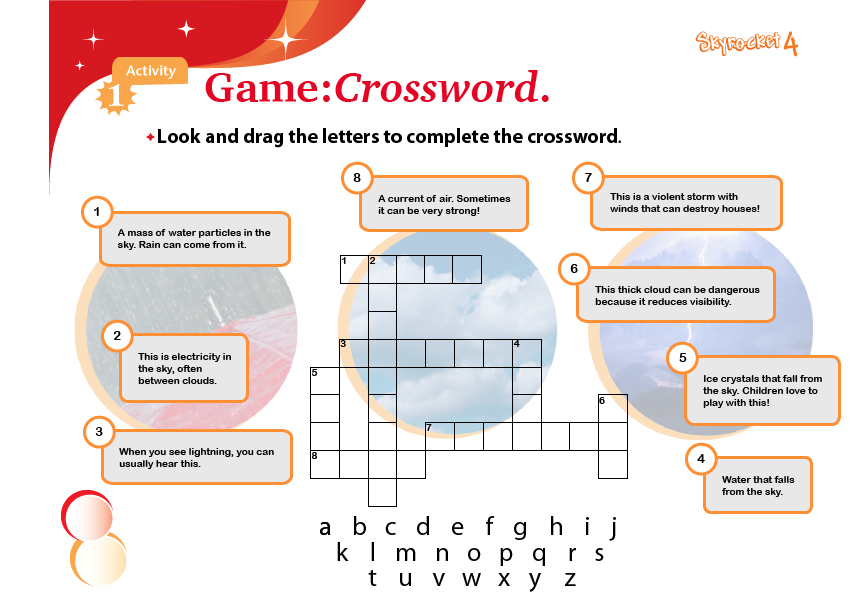 Skyrocket 4
Activity
1
Game:Crossword.
Look and drag the letters to complete the crossword.
8
A current of air. Sometimes
it can be very strong!
7
This is a violent storm with
winds that can destroy houses!
1
A mass of water particles in the
sky. Rain can come from it.
6
This thick cloud can be dangerous
because it reduces visibility.
2
This is electricity in
the sky, often
between clouds.
5
Ice crystals that fall from
the sky. Children love to
play with this!
3
When you see lightning, you can
usually hear this.
4
Water that falls
from the sky.
1 2
3 4
5
6
7
8
a b c d e f g h i j
k l m n o p q r s
t u v w x y z